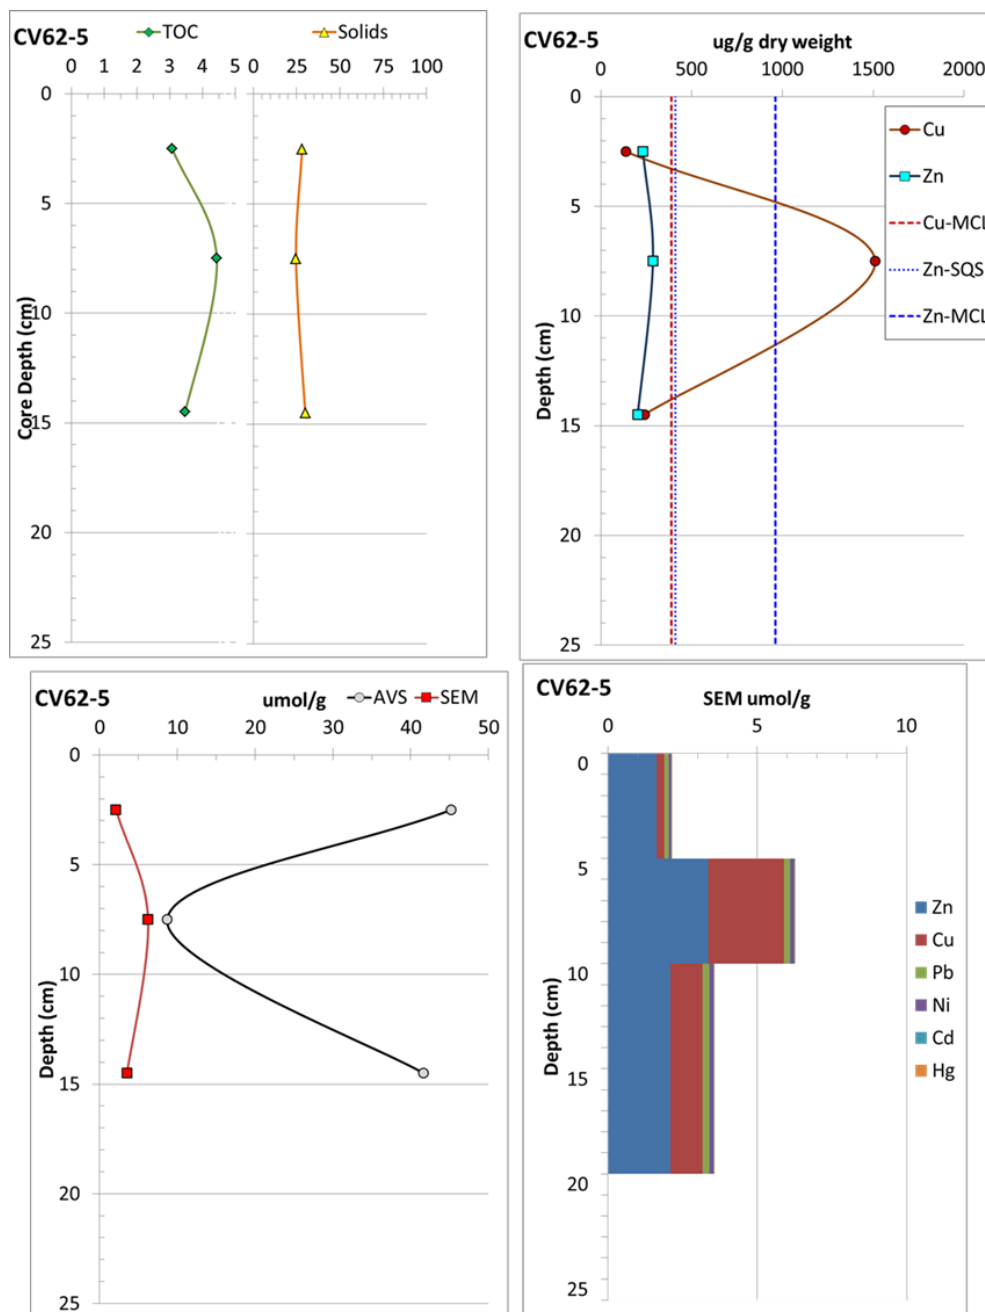 CV62-5 TOC Solids
0 1 2 3 4 5 0 25 50 75 100
0
5
10
15
20
25
Core Depth (cm)
CV62-5 ug/g dry weight
0 500 1000 1500 2000
0
5
10
15
20
25
Depth (cm)
Cu
Zn
Cu-MCL
Zn-SQS
Zn-MCL
CV62-5 umol/g AVS SEM
0 10 20 30 40 50
0
5
10
15
20
25
Depth (cm)
CV62-5 SEM umol/g
0 5 10
0
5
10
15
20
25
Depth (cm)
Zn
Cu
Pb
Ni
Cd
Hg